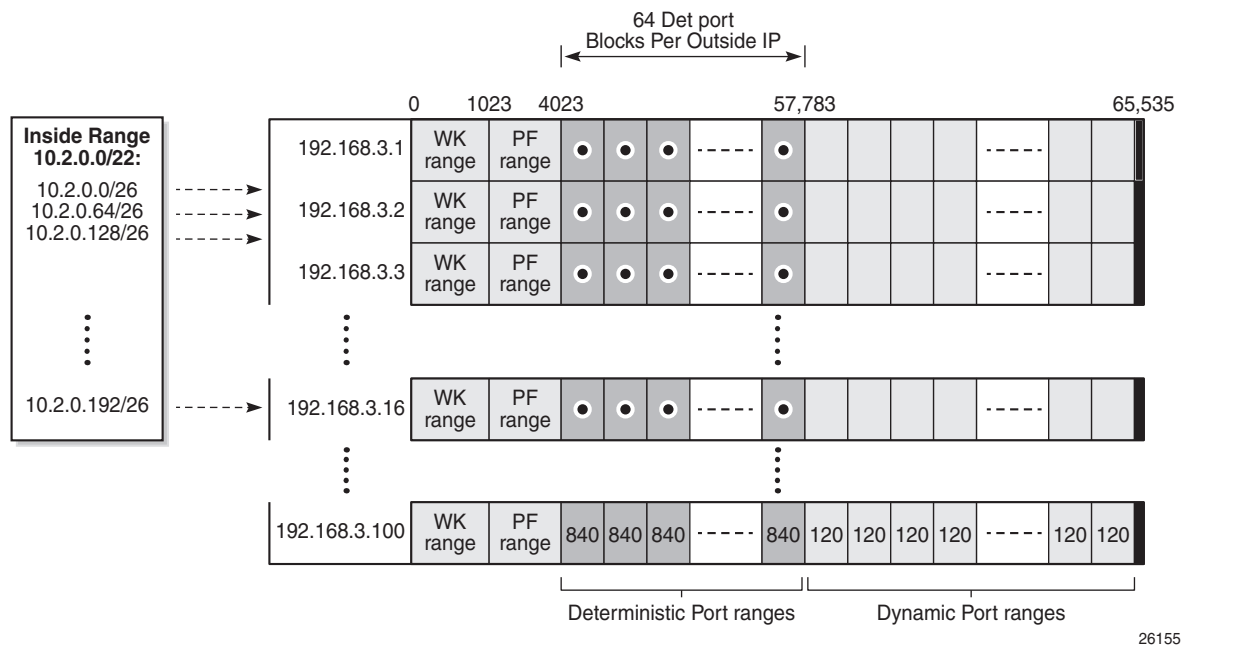 64 Det port
Blocks Per Outside IP
0 1023 4023 57,783 65,535
Inside Range
10.2.0.0/22:
10.2.0.0/26
10.2.0.64/26
10.2.0.128/26
10.2.0.192/26
192.168.3.1 WK range PF range
192.168.3.2 WK range PF range
192.168.3.3 WK range PF range
192.168.3.16 WK range PF range
192.168.3.100 WK range PF range 840 840 840 840 120 120 120 120 120 120
Deterministic Port ranges Dynamic Port ranges
26155